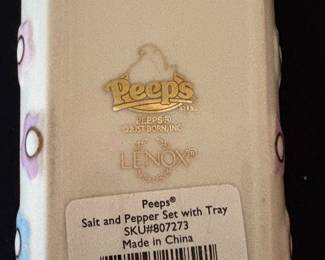 Peeps
PEEPS®
©JUST BORN, INC.
LENOX®
Peeps®
Salt and Pepper Set with Tray
SKU#807273
Made in China